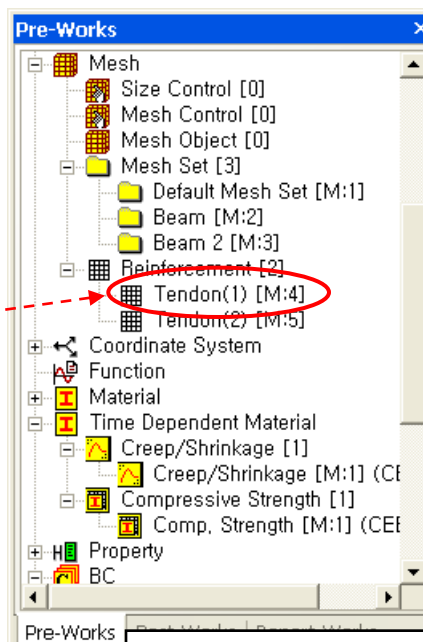 Pre-Works
Mesh
Size Control [0]
Mesh Control [0]
Mesh Object [0]
Mesh Set [3]
Default Mesh Set [M:1]
Beam [M:2]
Beam 2 [M:3]
Reinforcement [2]
Tendon(1) [M:4]
Tendon(2) [M:5]
Coordinate System
Function
Material
Time Dependent Material
Creep/Shrinkage [1]
Creep/Shrinkage [M:1] (CE
Compressive Strength [1]
Comp. Strength [M:1] (CEE
Property
BC
Pre-Works